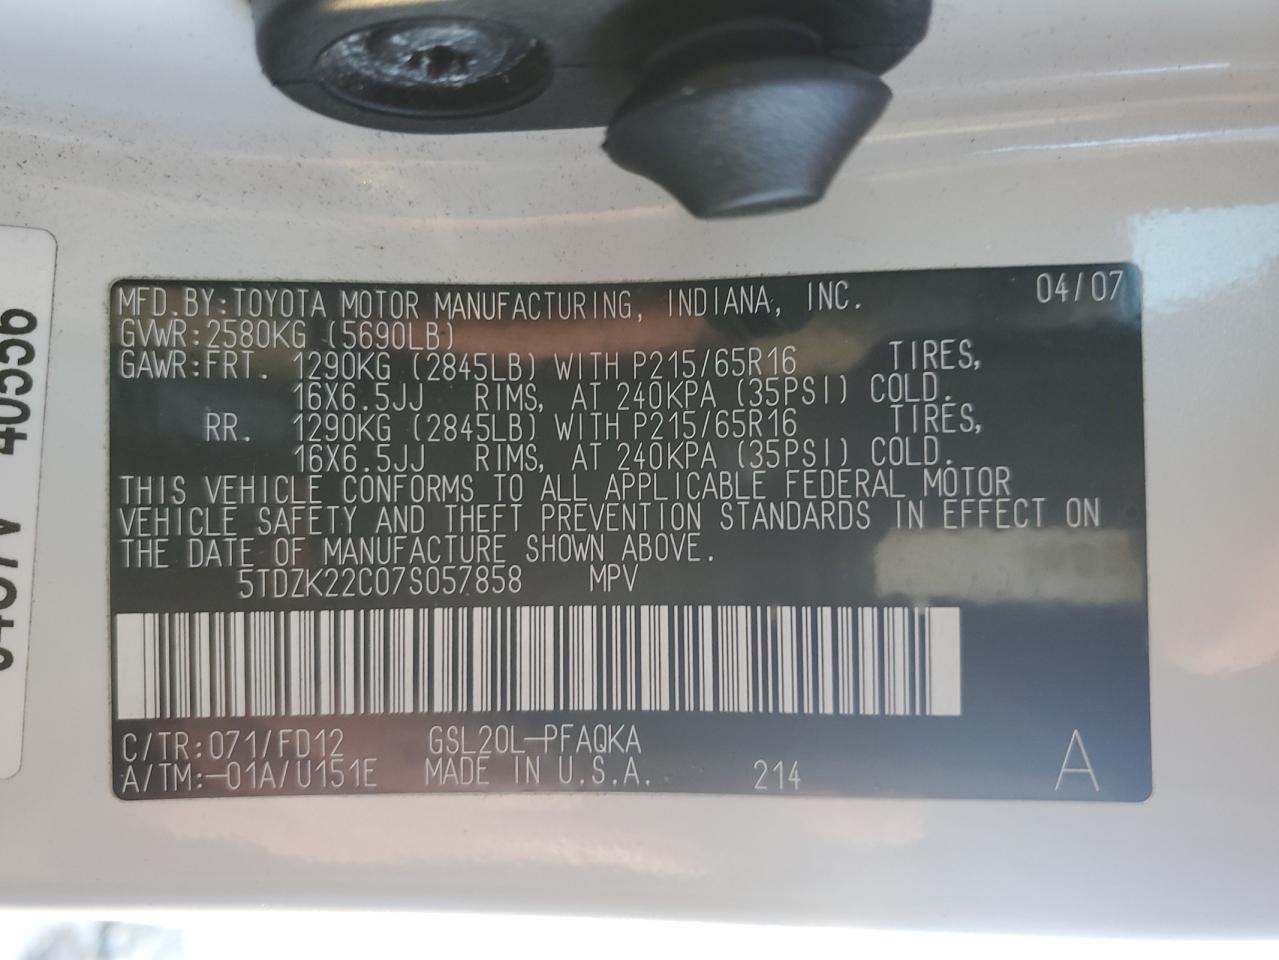 MFD.BY:TOYOTA MOTOR MANUFACTURING, INDIANA, INC. 04/07
GVWR:2580KG (5690LB)
GAWR:FRT. 1290KG (2845LB) WITH P215/65R16 TIRES,
16X6.5JJ RIMS, AT 240KPA (35PSI) COLD.
RR. 1290KG (2845LB) WITH P215/65R16 TIRES,
16X6.5JJ RIMS, AT 240KPA (35PSI) COLD.
THIS VEHICLE CONFORMS TO ALL APPLICABLE FEDERAL MOTOR
VEHICLE SAFETY AND THEFT PREVENTION STANDARDS IN EFFECT ON
THE DATE OF MANUFACTURE SHOWN ABOVE.
5TDZK22C07S057858 MPV
C/TR:071/FD12 GSL20L-PFAQKA
A/TM:-01A/U151E MADE IN U.S.A. 214 A